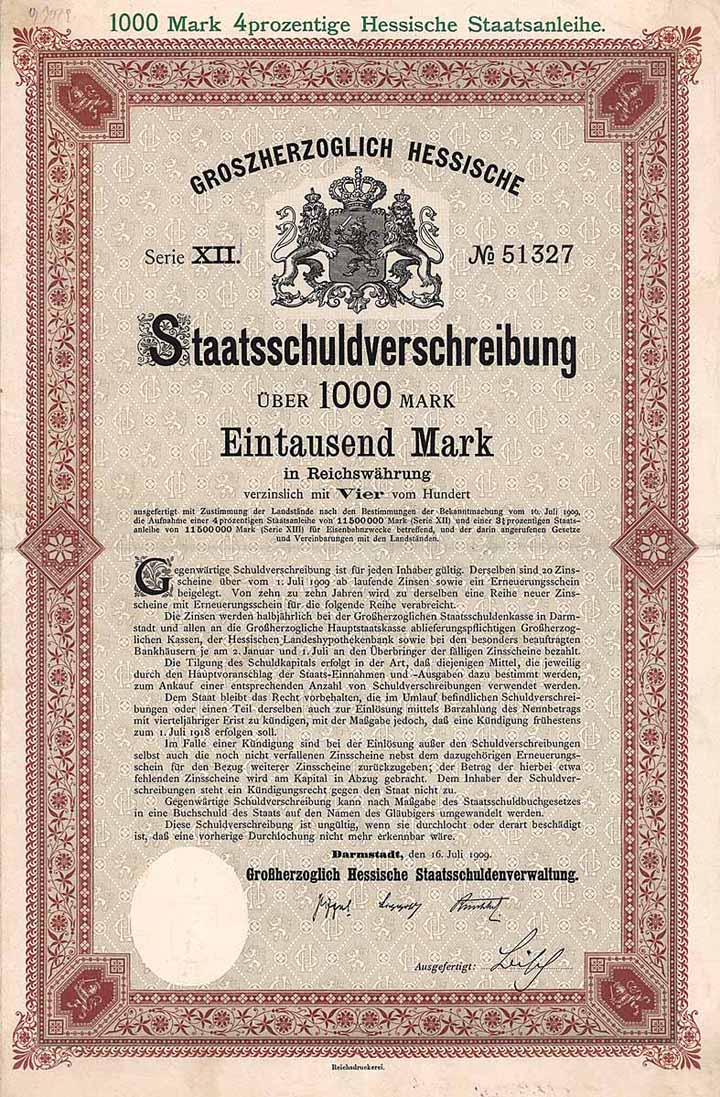 1000 Mark 4prozentige Hessische Staatsanleihe.
GROSZHERZOGLICH HESSISCHE
Serie XII. № 51327
Staatsschuldverschreibung
ÜBER 1000 MARK
Eintausend Mark
in Reichswährung
verzinslich mit Vier vom Hundert
ausgefertigt mit Zustimmung der Landstände nach den Bestimmungen der Bekanntmachung vom 10. Juli 1909,
die Aufnahme einer 4prozentigen Staatsanleihe von 11500000 Mark (Serie XII) und einer 3½prozentigen Staats-
anleihe von 11500000 Mark (Serie XIII) für Eisenbahnzwecke betreffend, und der darin angerufenen Gesetze
und Vereinbarungen mit den Landständen.
Gegenwärtige Schuldverschreibung ist für jeden Inhaber gültig. Derselben sind 20 Zins-
scheine über vom 1. Juli 1909 ab laufende Zinsen sowie ein Erneuerungsschein
beigelegt. Von zehn zu zehn Jahren wird zu derselben eine Reihe neuer Zins-
scheine mit Erneuerungsschein für die folgende Reihe verabreicht.
Die Zinsen werden halbjährlich bei der Großherzoglichen Staatsschuldenkasse in Darm-
stadt und allen an die Großherzogliche Hauptstaatskasse ablieferungspflichtigen Großherzog-
lichen Kassen, der Hessischen Landeshypothekenbank sowie bei den besonders beauftragten
Bankhäusern je am 2. Januar und 1. Juli an den Überbringer der fälligen Zinsscheine bezahlt.
Die Tilgung des Schuldkapitals erfolgt in der Art, daß diejenigen Mittel, die jeweilig
durch den Hauptvoranschlag der Staats-Einnahmen und -Ausgaben dazu bestimmt werden,
zum Ankauf einer entsprechenden Anzahl von Schuldverschreibungen verwendet werden.
Dem Staat bleibt das Recht vorbehalten, die im Umlauf befindlichen Schuldverschrei-
bungen oder einen Teil derselben auch zur Einlösung mittels Barzahlung des Nennbetrags
mit vierteljähriger Frist zu kündigen, mit der Maßgabe jedoch, daß eine Kündigung frühestens
zum 1. Juli 1918 erfolgen soll.
Im Falle einer Kündigung sind bei der Einlösung außer den Schuldverschreibungen
selbst auch die noch nicht verfallenen Zinsscheine nebst dem dazugehörigen Erneuerungs-
schein für den Bezug weiterer Zinsscheine zurückzugeben; der Betrag der hierbei etwa
fehlenden Zinsscheine wird am Kapital in Abzug gebracht. Dem Inhaber der Schuldver-
schreibungen steht ein Kündigungsrecht gegen den Staat nicht zu.
Gegenwärtige Schuldverschreibung kann nach Maßgabe des Staatsschuldbuchgesetzes
in eine Buchschuld des Staats auf den Namen des Gläubigers umgewandelt werden.
Diese Schuldverschreibung ist ungültig, wenn sie durchlocht oder derart beschädigt
ist, daß eine vorherige Durchlochung nicht mehr erkennbar wäre.
Darmstadt, den 16. Juli 1909.
Großherzoglich Hessische Staatsschuldenverwaltung.
Ausgefertigt:
Reichsdruckerei.